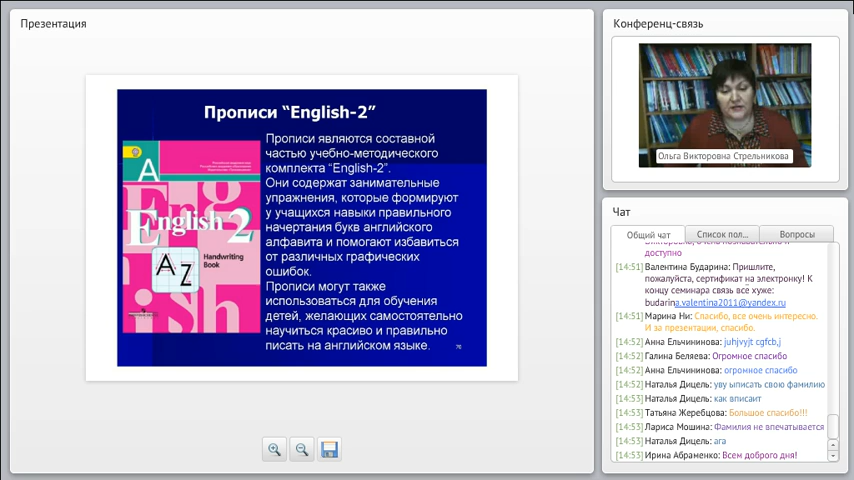 Презентация
Прописи “English-2”
Прописи являются составной
частью учебно-методического
комплекта “English-2”.
Они содержат занимательные
упражнения, которые формируют
у учащихся навыки правильного
начертания букв английского
алфавита и помогают избавиться
от различных графических
ошибок.
Прописи могут также
использоваться для обучения
детей, желающих самостоятельно
научиться красиво и правильно
писать на английском языке.
76
A
English 2
Handwriting
Book
A Z
Конференц-связь
Ольга Викторовна Стрельникова
Чат
Общий чат
Список пол...
Вопросы
доступно
[14:51] Валентина Бударина: Пришлите,
пожалуйста, сертификат на электронку! К
концу семинара связь всё хуже:
budarina.valentina2011@yandex.ru
[14:51] Марина Ни: Спасибо, все очень интересно.
И за презентации, спасибо.
[14:52] Анна Ельчининова: juhjvyjt cgfcb,j
[14:52] Галина Беляева: Огромное спасибо
[14:52] Анна Ельчининова: огромное спасибо
[14:53] Наталья Дицель: уву ыписать свою фамилию
[14:53] Наталья Дицель: как вписаит
[14:53] Татьяна Жеребцова: Большое спасибо!!!
[14:53] Лариса Мошина: Фамилия не впечатывается
[14:53] Наталья Дицель: ага
[14:53] Ирина Абраменко: Всем доброго дня!